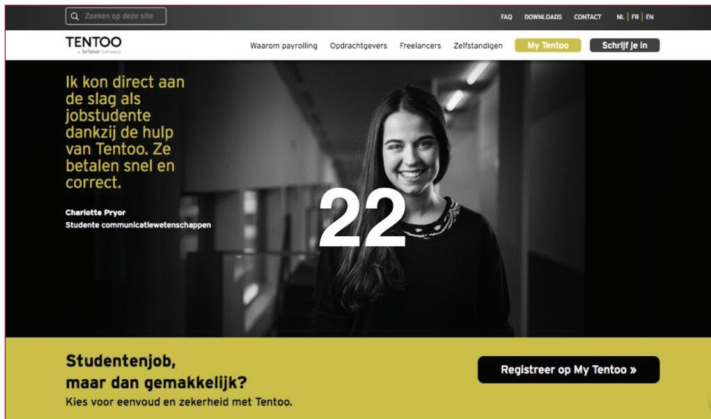 Zoeken op deze site
FAQ DOWNLOADS CONTACT NL | FR | EN
TENTOO
Waarom payrolling Opdrachtgevers Freelancers Zelfstandigen My Tentoo Schrijf je in
Ik kon direct aan
de slag als
jobstudente
dankzij de hulp
van Tentoo. Ze
betalen snel en
correct.
Charlotte Pryor
Studente communicatiewetenschappen
22
Studentenjob,
maar dan gemakkelijk?
Kies voor eenvoud en zekerheid met Tentoo.
Registreer op My Tentoo »